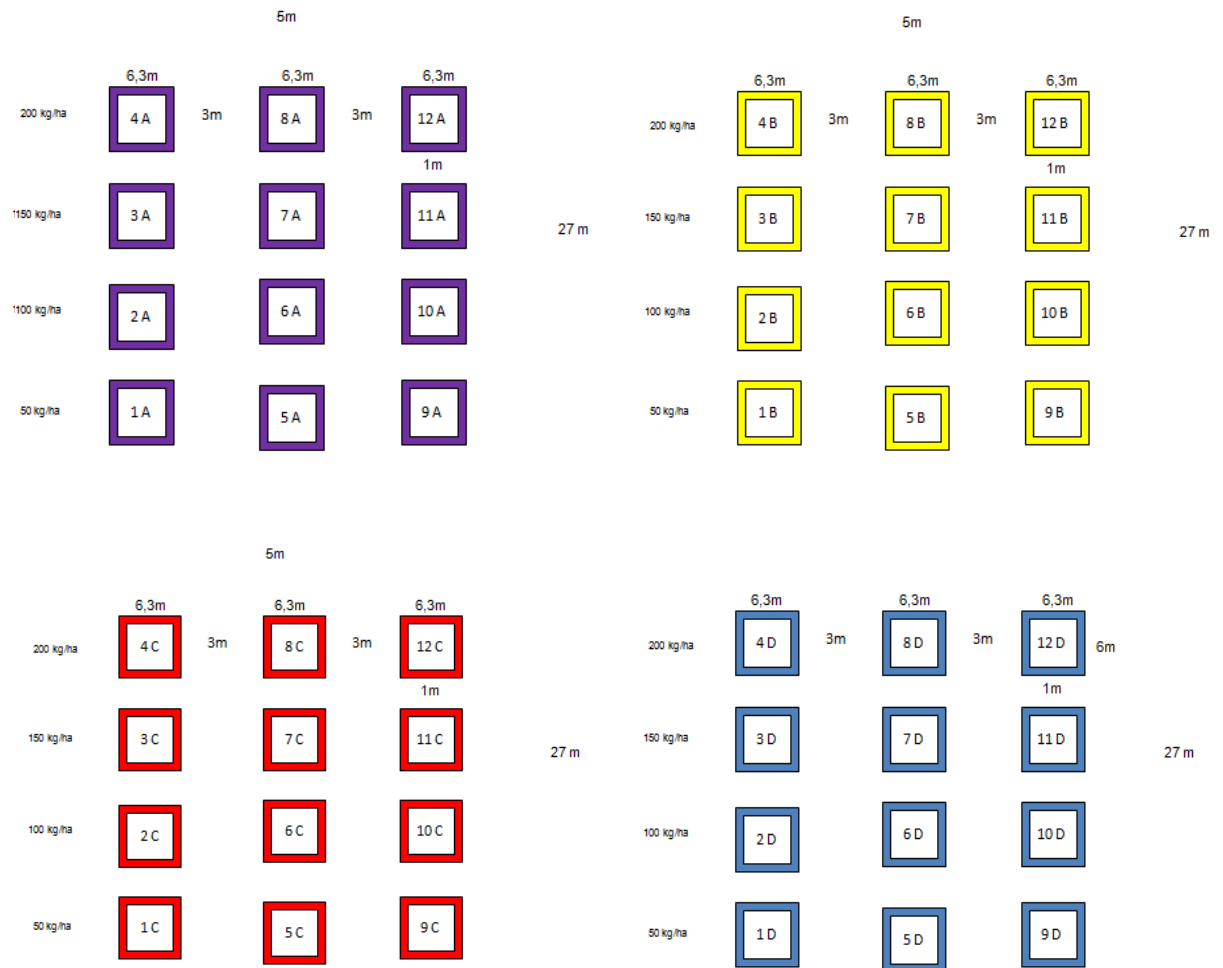 5m
6,3m 6,3m 6,3m
200 kg/ha 4 A 3m 8 A 3m 12 A
1m
1150 kg/ha 3 A 7 A 11 A
27 m
1100 kg/ha 2 A 6 A 10 A
50 kg/ha 1 A 5 A 9 A
5m
6,3m 6,3m 6,3m
200 kg/ha 4 B 3m 8 B 3m 12 B
1m
150 kg/ha 3 B 7 B 11 B
27 m
100 kg/ha 2 B 6 B 10 B
50 kg/ha 1 B 5 B 9 B
5m
6,3m 6,3m 6,3m
200 kg/ha 4 C 3m 8 C 3m 12 C
1m
150 kg/ha 3 C 7 C 11 C
27 m
100 kg/ha 2 C 6 C 10 C
50 kg/ha 1 C 5 C 9 C
6,3m 6,3m 6,3m
200 kg/ha 4 D 3m 8 D 3m 12 D 6m
1m
150 kg/ha 3 D 7 D 11 D
27 m
100 kg/ha 2 D 6 D 10 D
50 kg/ha 1 D 5 D 9 D